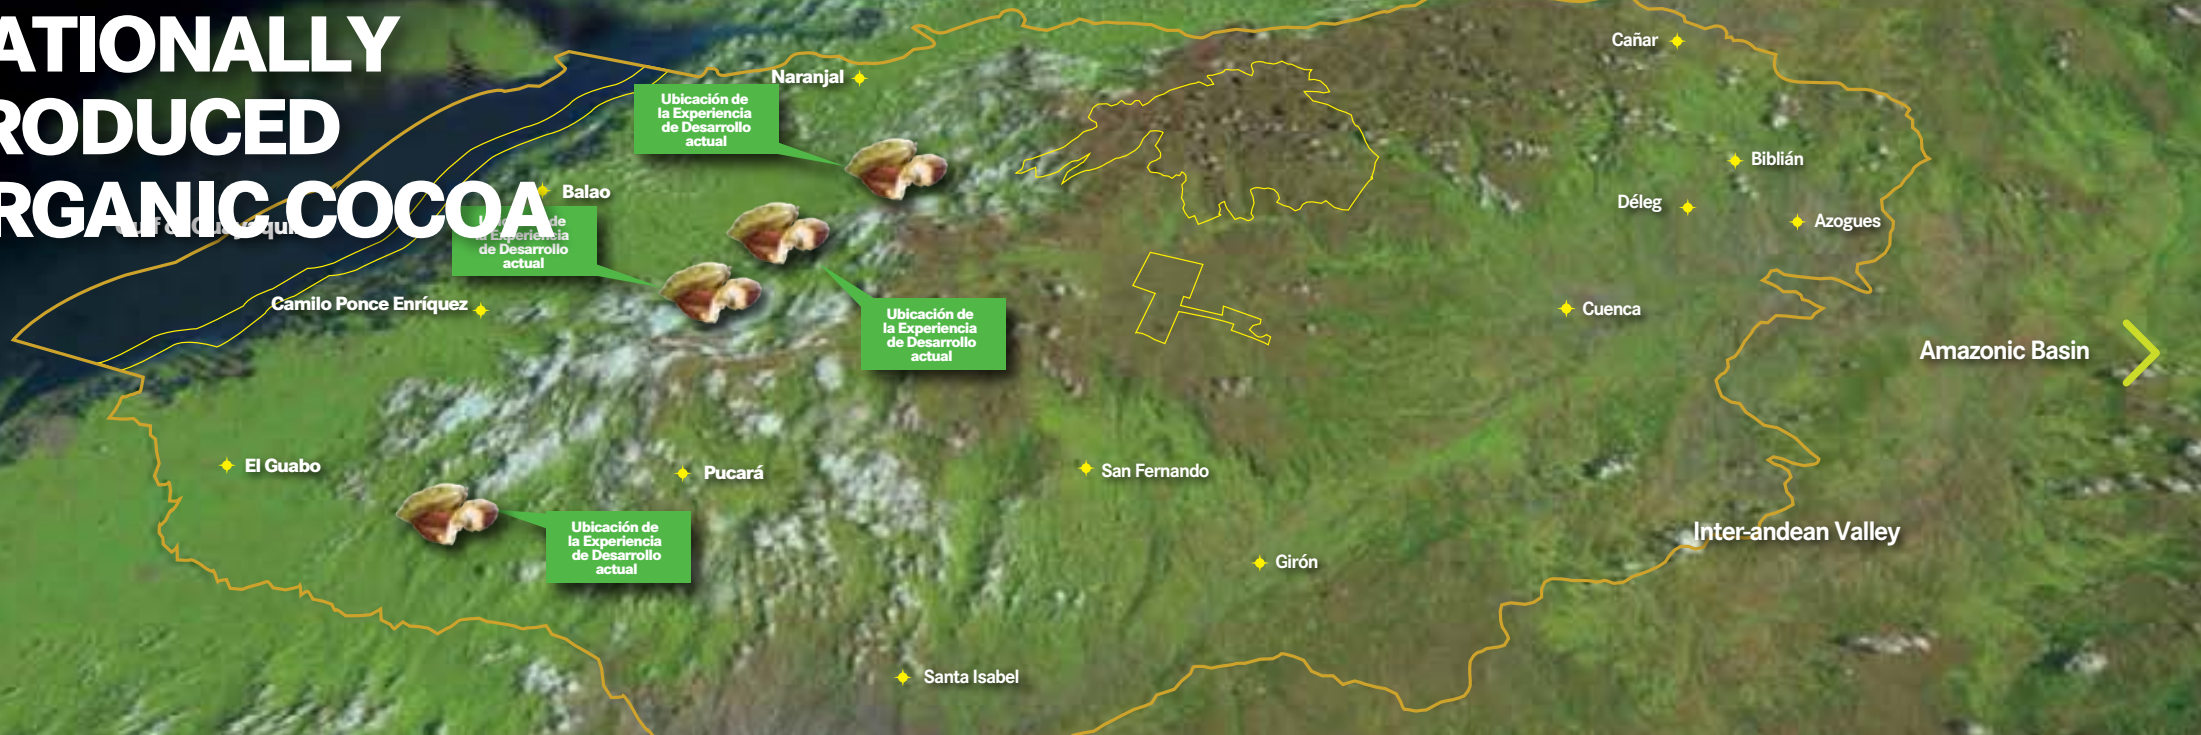 ATIONALLY
RODUCED
RGANIC COCOA
Cañar
Naranjal
Ubicación de
la Experiencia
de Desarrollo
actual
Biblián
Balao
Déleg
Azogues
la Experiencia
de Desarrollo
actual
Camilo Ponce Enríquez
Ubicación de
la Experiencia
de Desarrollo
actual
Cuenca
Amazonic Basin
El Guabo
Pucará
San Fernando
Ubicación de
la Experiencia
de Desarrollo
actual
Inter-andean Valley
Girón
Santa Isabel